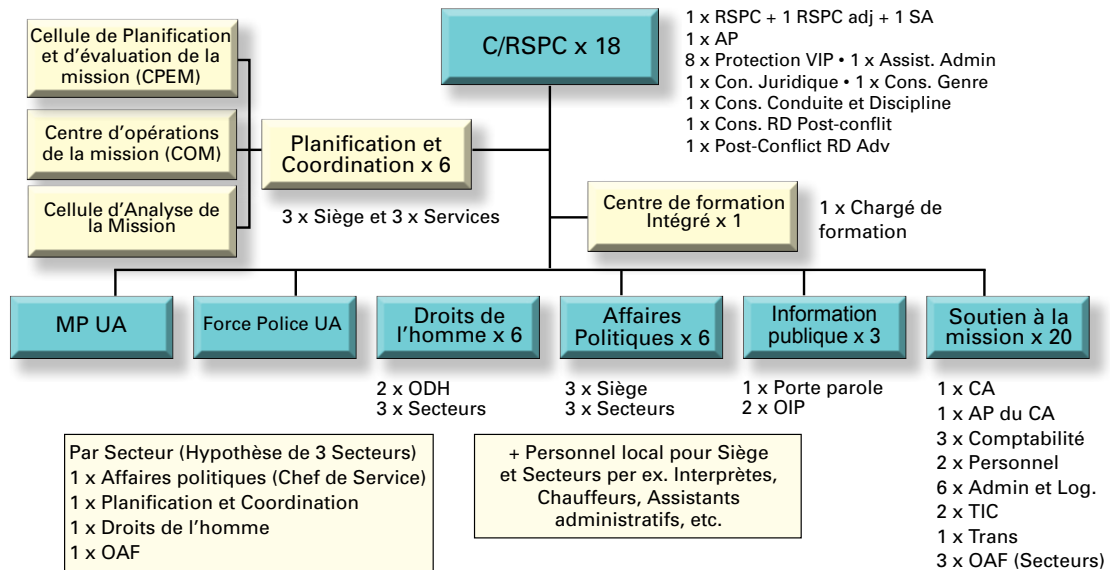 Cellule de Planification
et d'évaluation de la
mission (CPEM)
Centre d'opérations
de la mission (COM)
Cellule d'Analyse de
la Mission
Planification et
Coordination x 6
3 x Siège et 3 x Services
C/RSPC x 18
1 x RSPC + 1 RSPC adj + 1 SA
1 x AP
8 x Protection VIP • 1 x Assist. Admin
1 x Con. Juridique • 1 x Cons. Genre
1 x Cons. Conduite et Discipline
1 x Cons. RD Post-conflit
1 x Post-Conflict RD Adv
Centre de formation
Intégré x 1
1 x Chargé de
formation
MP UA
Force Police UA
Droits de
l'homme x 6
2 x ODH
3 x Secteurs
Affaires
Politiques x 6
3 x Siège
3 x Secteurs
Information
publique x 3
1 x Porte parole
2 x OIP
Soutien à la
mission x 20
1 x CA
1 x AP du CA
3 x Comptabilité
2 x Personnel
6 x Admin et Log.
2 x TIC
1 x Trans
3 x OAF (Secteurs)
Par Secteur (Hypothèse de 3 Secteurs)
1 x Affaires politiques (Chef de Service)
1 x Planification et Coordination
1 x Droits de l'homme
1 x OAF
+ Personnel local pour Siège
et Secteurs per ex. Interprètes,
Chauffeurs, Assistants
administratifs, etc.